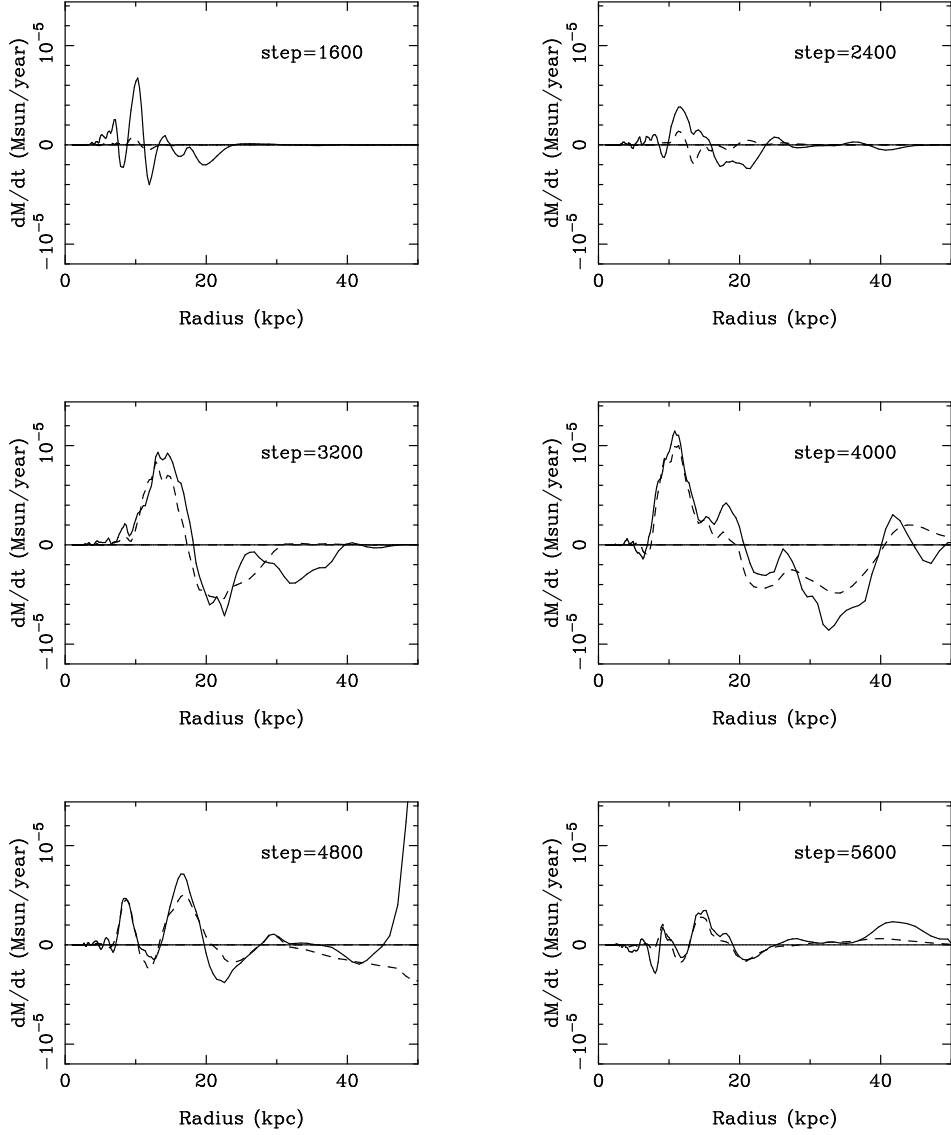 step=1600
dM/dt (Msun/year)
10⁻⁵
0
−10⁻⁵
0 20 40
Radius (kpc)
step=2400
dM/dt (Msun/year)
10⁻⁵
0
−10⁻⁵
0 20 40
Radius (kpc)
step=3200
dM/dt (Msun/year)
10⁻⁵
0
−10⁻⁵
0 20 40
Radius (kpc)
step=4000
dM/dt (Msun/year)
10⁻⁵
0
−10⁻⁵
0 20 40
Radius (kpc)
step=4800
dM/dt (Msun/year)
10⁻⁵
0
−10⁻⁵
0 20 40
Radius (kpc)
step=5600
dM/dt (Msun/year)
10⁻⁵
0
−10⁻⁵
0 20 40
Radius (kpc)